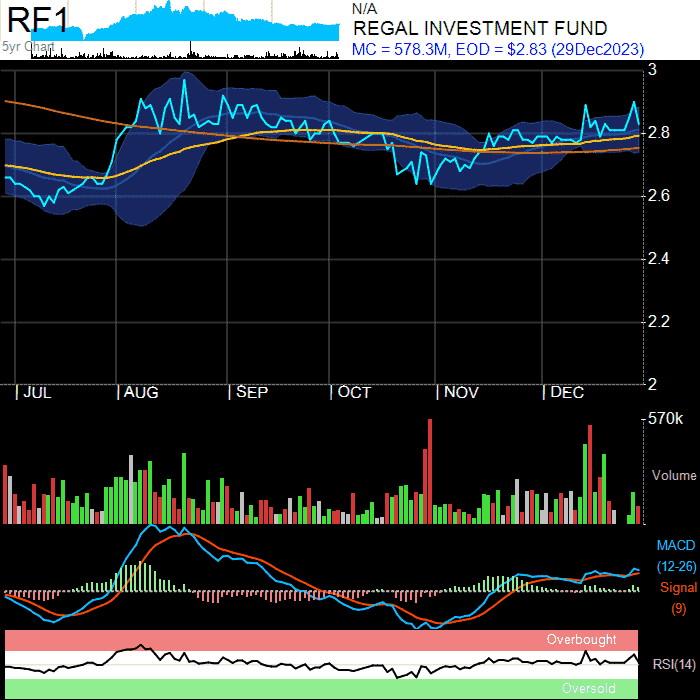 RF1
N/A
REGAL INVESTMENT FUND
5yr Chart
MC = 578.3M, EOD = $2.83 (29Dec2023)
3
2.8
2.6
2.4
2.2
2
JUL AUG SEP OCT NOV DEC
570k
Volume
MACD
(12-26)
Signal
(9)
Overbought
RSI(14)
Oversold